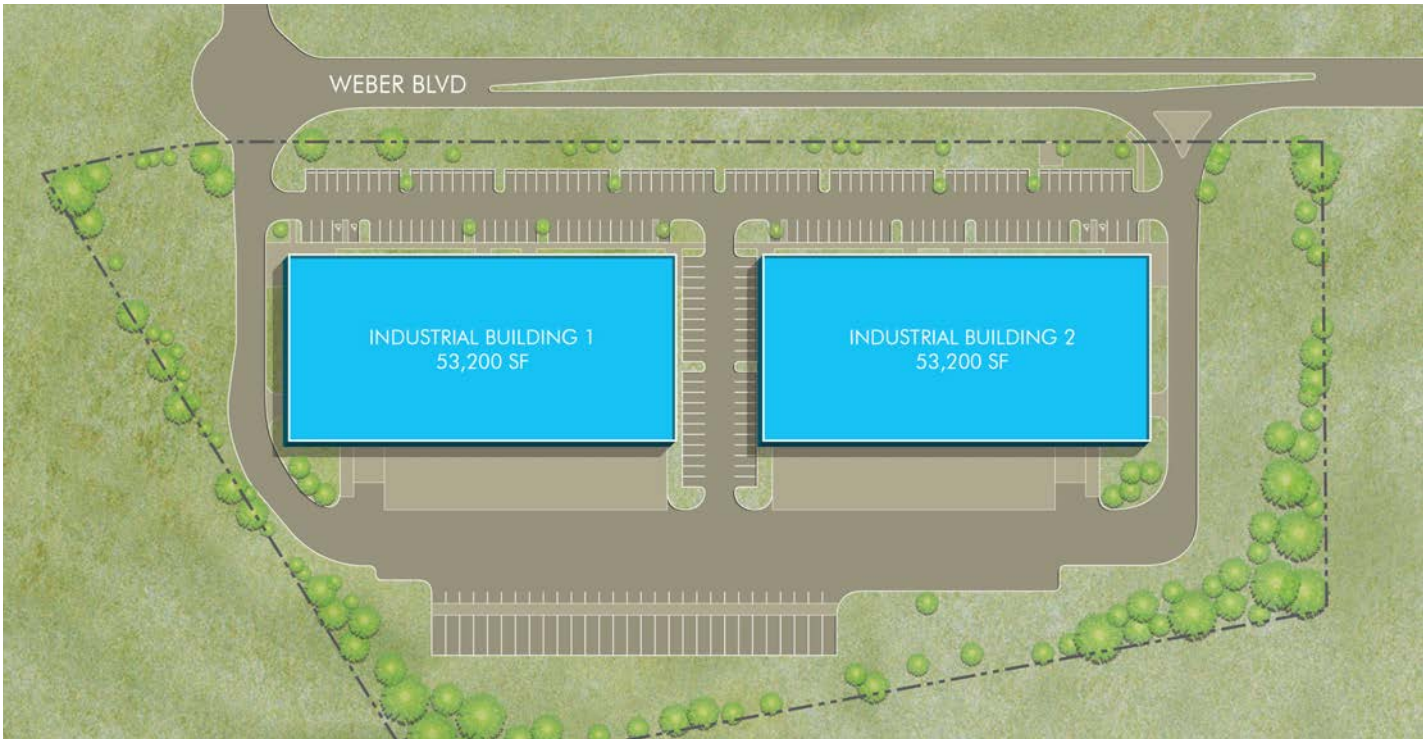 WEBER BLVD
INDUSTRIAL BUILDING 1
53,200 SF
INDUSTRIAL BUILDING 2
53,200 SF